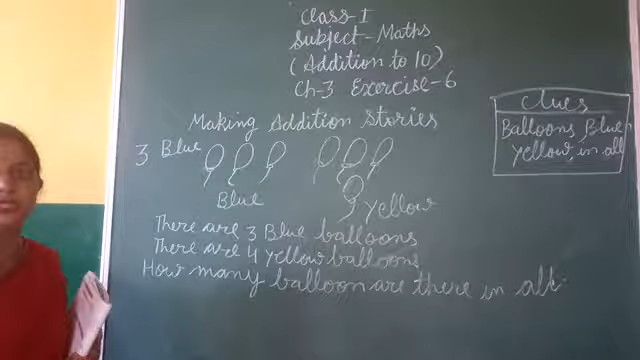 Class-I
Subject-Maths
(Addition to 10)
Ch-3 Exercise-6
Making Addition Stories
Clues
Balloons, Blue
yellow, in all
3 Blue
Blue
yellow
There are 3 Blue balloons
There are 4 yellow balloons
How many balloon are there in all